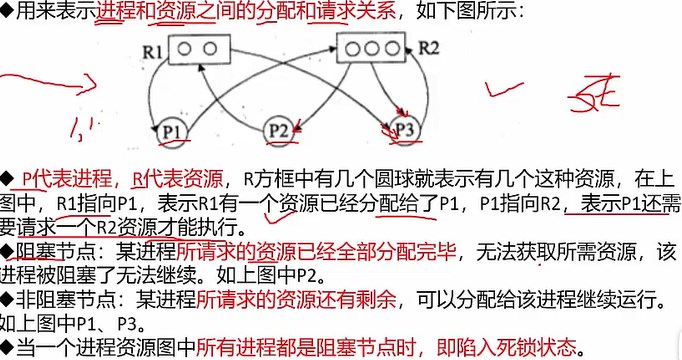 ◆用来表示进程和资源之间的分配和请求关系，如下图所示：
R1
R2
死
1,1
P1
P2
P3
◆ P代表进程，R代表资源，R方框中有几个圆球就表示有几个这种资源，在上
图中，R1指向P1，表示R1有一个资源已经分配给了P1，P1指向R2，表示P1还需
要请求一个R2资源才能执行。
◆阻塞节点：某进程所请求的资源已经全部分配完毕，无法获取所需资源，该
进程被阻塞了无法继续。如上图中P2。
◆非阻塞节点：某进程所请求的资源还有剩余，可以分配给该进程继续运行。
如上图中P1、P3。
◆当一个进程资源图中所有进程都是阻塞节点时，即陷入死锁状态。